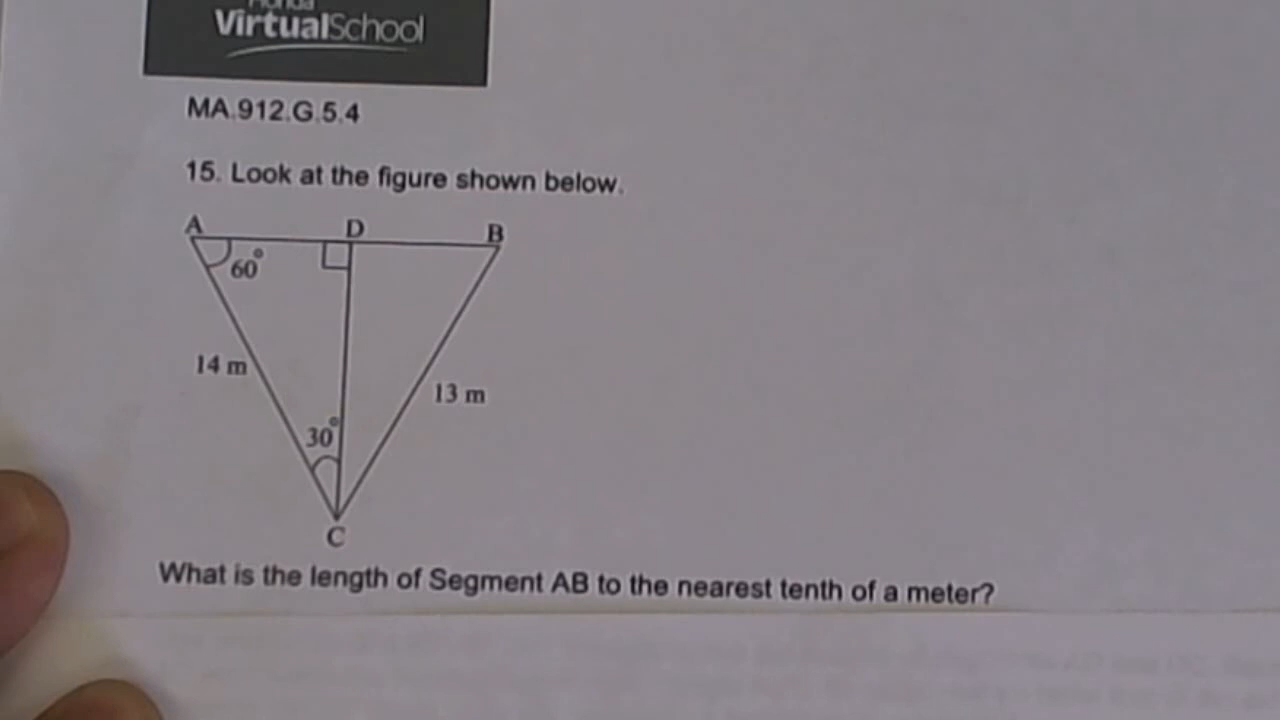 VirtualSchool
MA.912.G.5.4
15. Look at the figure shown below.
A D B
60°
14 m
13 m
30°
C
What is the length of Segment AB to the nearest tenth of a meter?